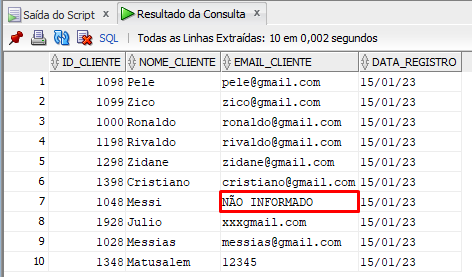 Saída do Script × Resultado da Consulta ×
SQL | Todas as Linhas Extraídas: 10 em 0,002 segundos
ID_CLIENTE NOME_CLIENTE EMAIL_CLIENTE DATA_REGISTRO
1 1098 Pele pele@gmail.com 15/01/23
2 1099 Zico zico@gmail.com 15/01/23
3 1000 Ronaldo ronaldo@gmail.com 15/01/23
4 1198 Rivaldo rivaldo@gmail.com 15/01/23
5 1298 Zidane zidane@gmail.com 15/01/23
6 1398 Cristiano cristiano@gmail.com 15/01/23
7 1048 Messi NÃO INFORMADO 15/01/23
8 1928 Julio xxxgmail.com 15/01/23
9 1028 Messias messias@gmail.com 15/01/23
10 1348 Matusalem 12345 15/01/23